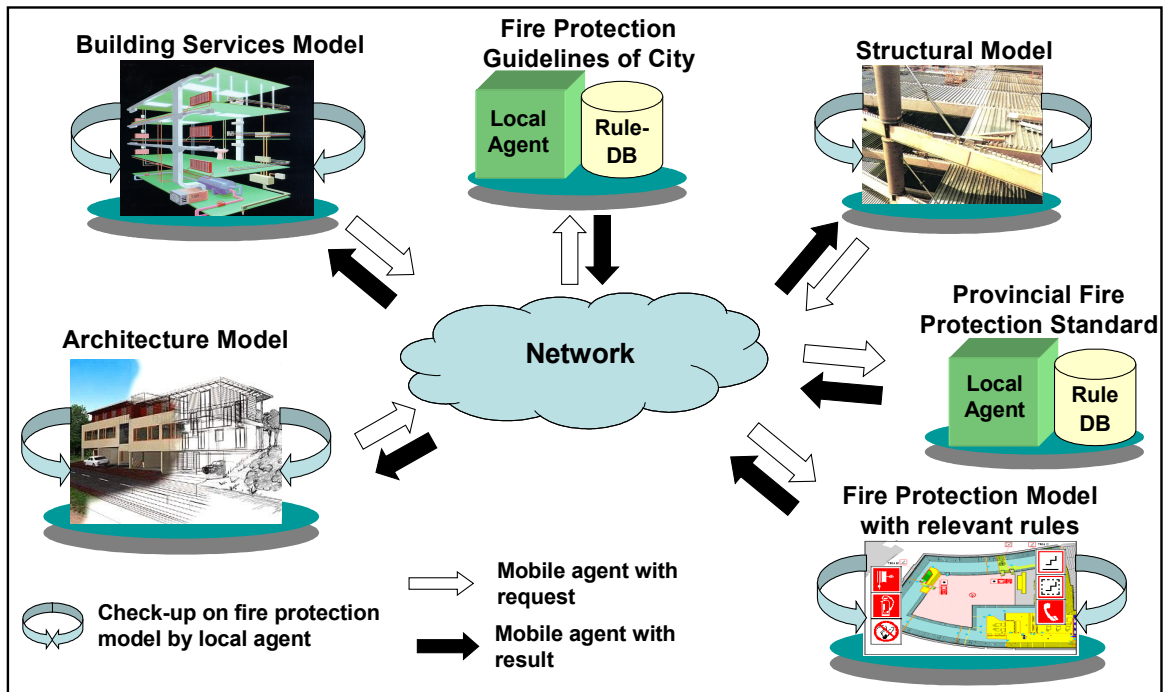 Building Services Model
Fire Protection
Guidelines of City
Structural Model
Local
Agent
Rule-
DB
Provincial Fire
Protection Standard
Architecture Model
Network
Local
Agent
Rule
DB
Fire Protection Model
with relevant rules
Check-up on fire protection
model by local agent
Mobile agent with
request
Mobile agent with
result